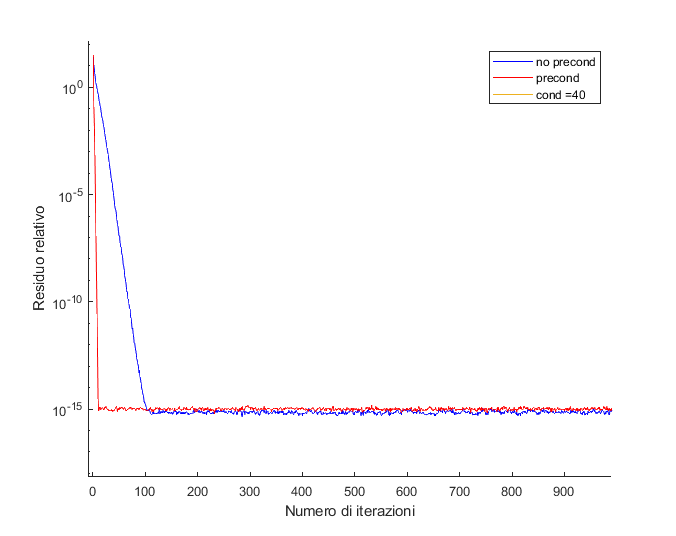 no precond
precond
cond =40
10^0
10^-5
10^-10
10^-15
Residuo relativo
0 100 200 300 400 500 600 700 800 900
Numero di iterazioni